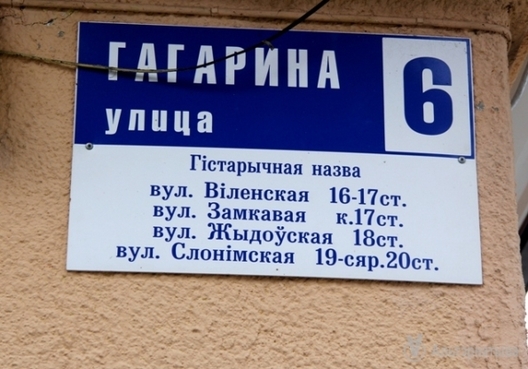 ГАГАРИНА 6
улица
Гістарычная назва
вул. Віленская 16-17ст.
вул. Замкавая к.17ст.
вул. Жыдоўская 18ст.
вул. Слонімская 19-сяр.20ст.